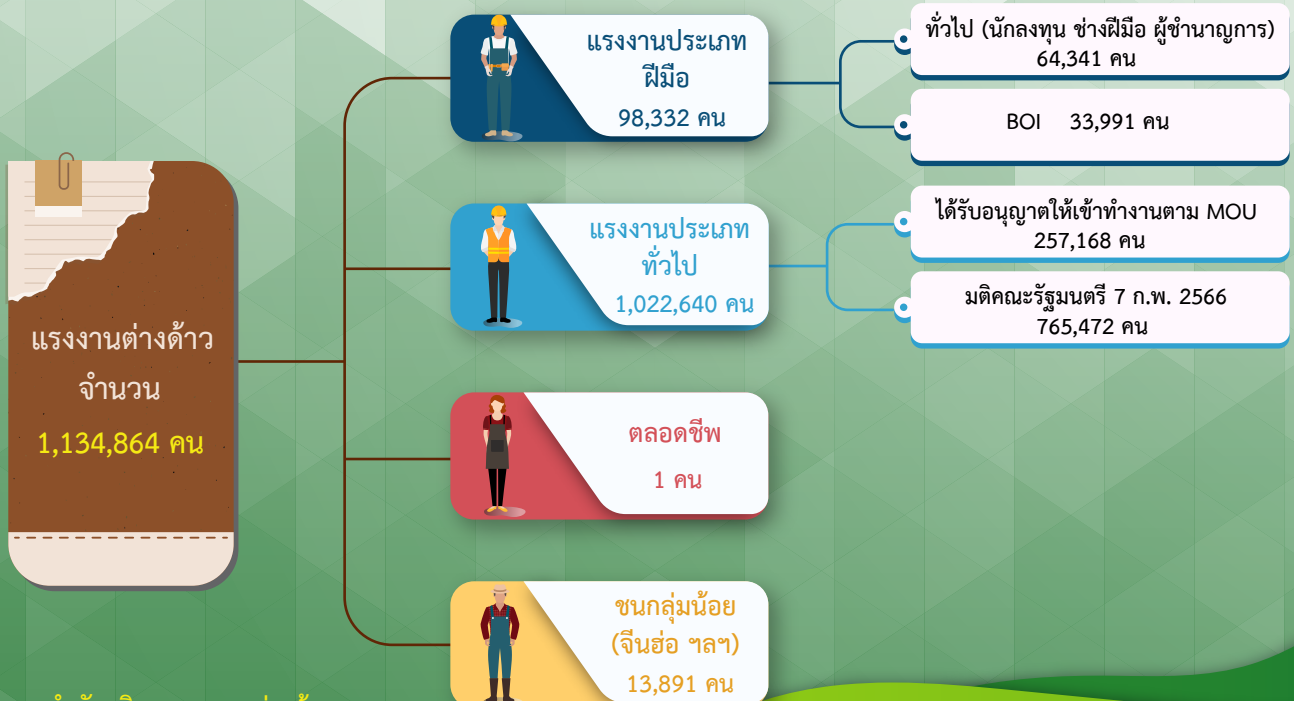 แรงงานต่างด้าว
จำนวน
1,134,864 คน
แรงงานประเภท
ฝีมือ
98,332 คน
ทั่วไป (นักลงทุน ช่างฝีมือ ผู้ชำนาญการ)
64,341 คน
BOI 33,991 คน
แรงงานประเภท
ทั่วไป
1,022,640 คน
ได้รับอนุญาตให้เข้าทำงานตาม MOU
257,168 คน
มติคณะรัฐมนตรี 7 ก.พ. 2566
765,472 คน
ตลอดชีพ
1 คน
ชนกลุ่มน้อย
(จีนฮ่อ ฯลฯ)
13,891 คน